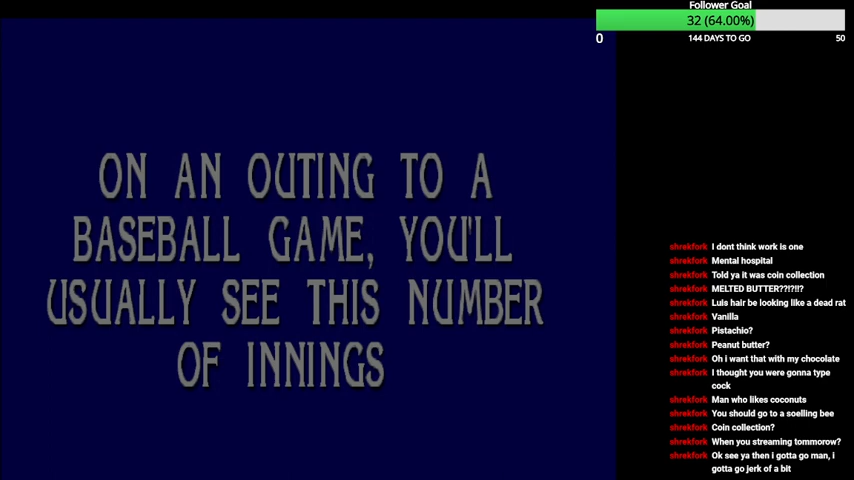 Follower Goal
32 (64.00%)
0
144 DAYS TO GO
50
ON AN OUTING TO A
BASEBALL GAME, YOU'LL
USUALLY SEE THIS NUMBER
OF INNINGS
shrekfork I dont think work is one
shrekfork Mental hospital
shrekfork Told ya it was coin collection
shrekfork MELTED BUTTER??!?!!?
shrekfork Luis hair be looking like a dead rat
shrekfork Vanilla
shrekfork Pistachio?
shrekfork Peanut butter?
shrekfork Oh i want that with my chocolate
shrekfork I thought you were gonna type
cock
shrekfork Man who likes coconuts
shrekfork You should go to a soelling bee
shrekfork Coin collection?
shrekfork When you streaming tommorow?
shrekfork Ok see ya then i gotta go man, i
gotta go jerk of a bit